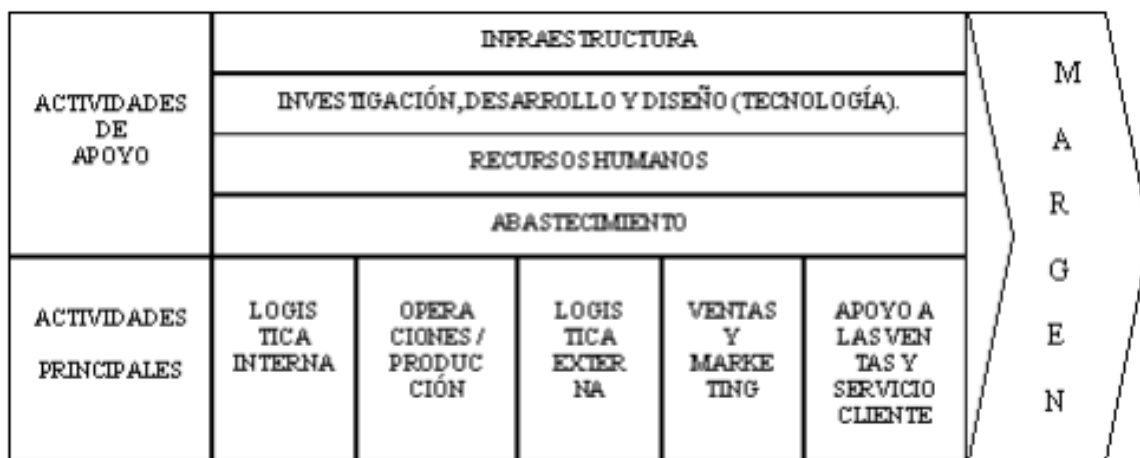 ACTIVIDADES
DE
APOYO
INFRAESTRUCTURA
INVESTIGACIÓN, DESARROLLO Y DISEÑO (TECNOLOGÍA).
RECURSOS HUMANOS
ABASTECIMIENTO
ACTIVIDADES
PRINCIPALES
LOGIS
TICA
INTERNA
OPERA
CIONES /
PRODUC
CIÓN
LOGIS
TICA
EXTER
NA
VENTAS
Y
MARKE
TING
APOYO A
LAS VEN
TAS Y
SERVICIO
CLIENTE
M
A
R
G
E
N